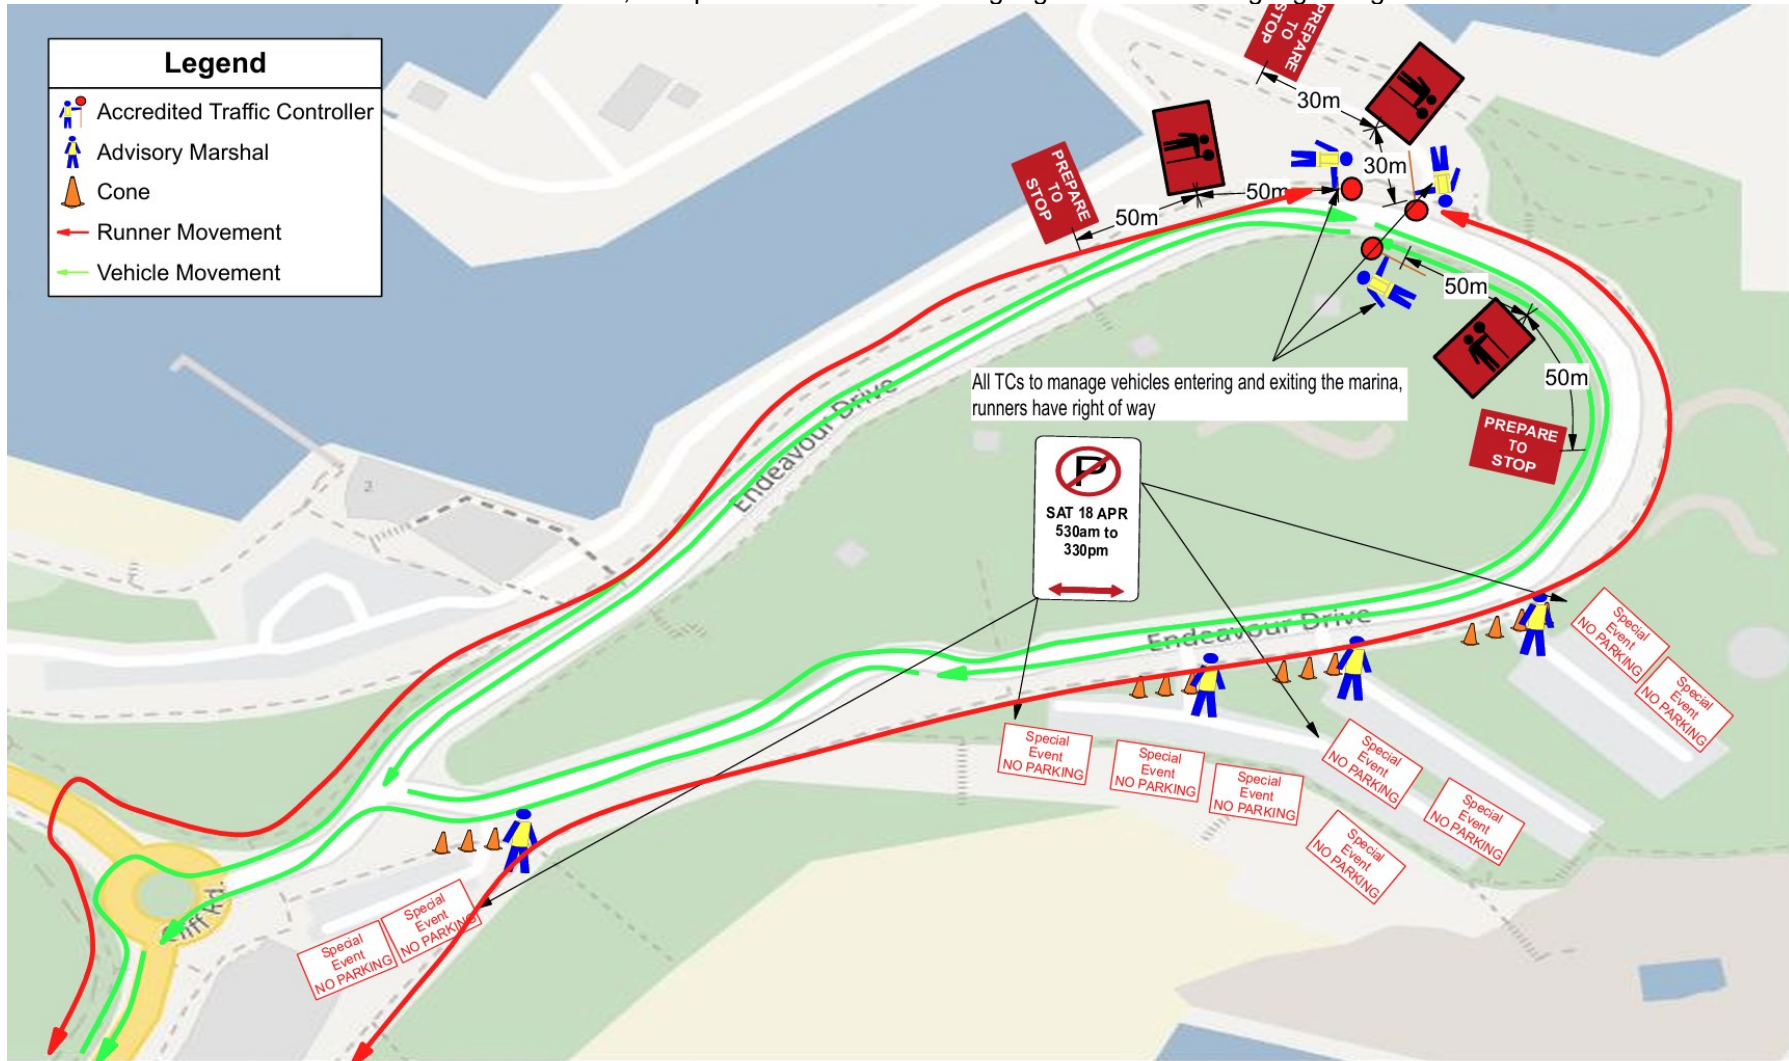 Legend
Accredited Traffic Controller
Advisory Marshal
Cone
Runner Movement
Vehicle Movement
PREPARE
TO
STOP
30m
30m
PREPARE
TO
STOP
50m
50m
50m
50m
PREPARE
TO
STOP
All TCs to manage vehicles entering and exiting the marina,
runners have right of way
P
SAT 18 APR
530am to
330pm
Endeavour Drive
Endeavour Drive
2
Special
Event
NO PARKING
Special
Event
NO PARKING
Special
Event
NO PARKING
Special
Event
NO PARKING
Special
Event
NO PARKING
Special
Event
NO PARKING
Special
Event
NO PARKING
Special
Event
NO PARKING
Special
Event
NO PARKING
Special
Event
NO PARKING
Cliff Rd.